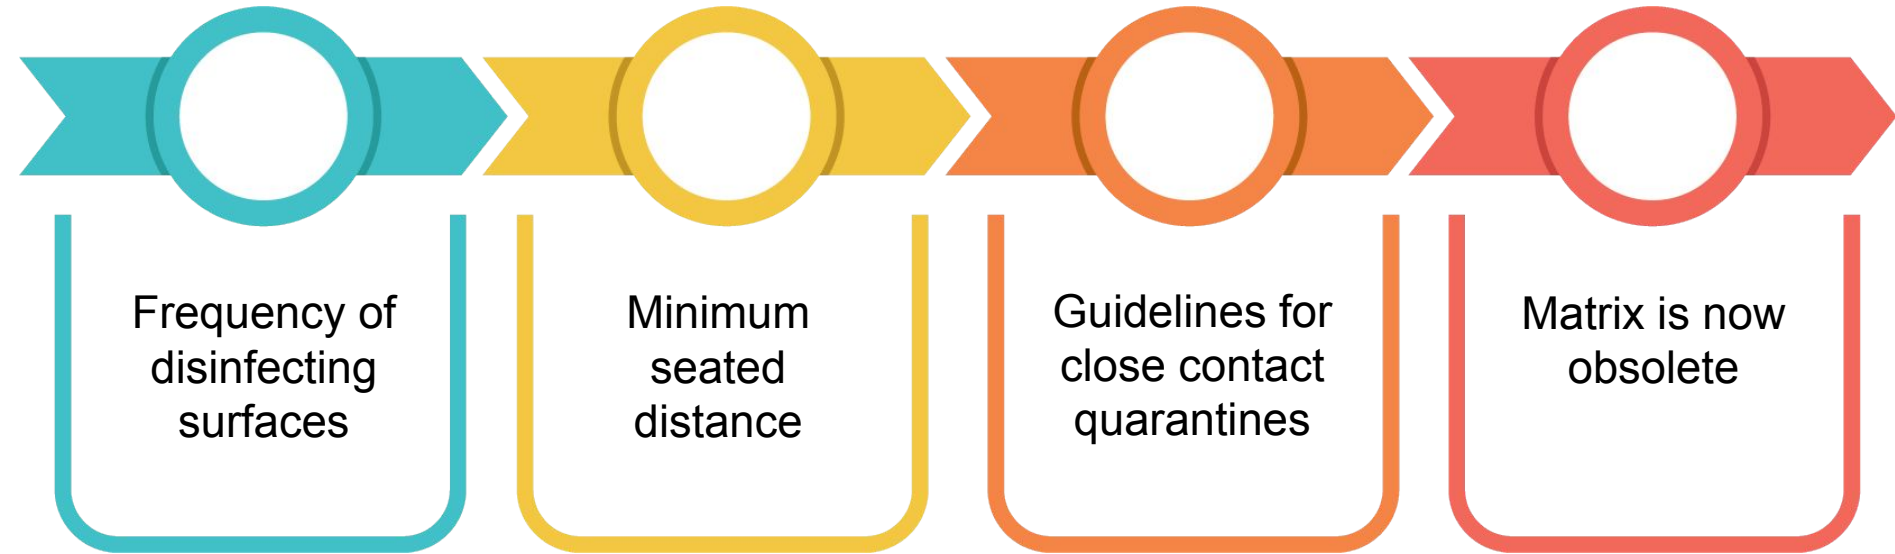 Frequency of
disinfecting
surfaces
Minimum
seated
distance
Guidelines for
close contact
quarantines
Matrix is now
obsolete